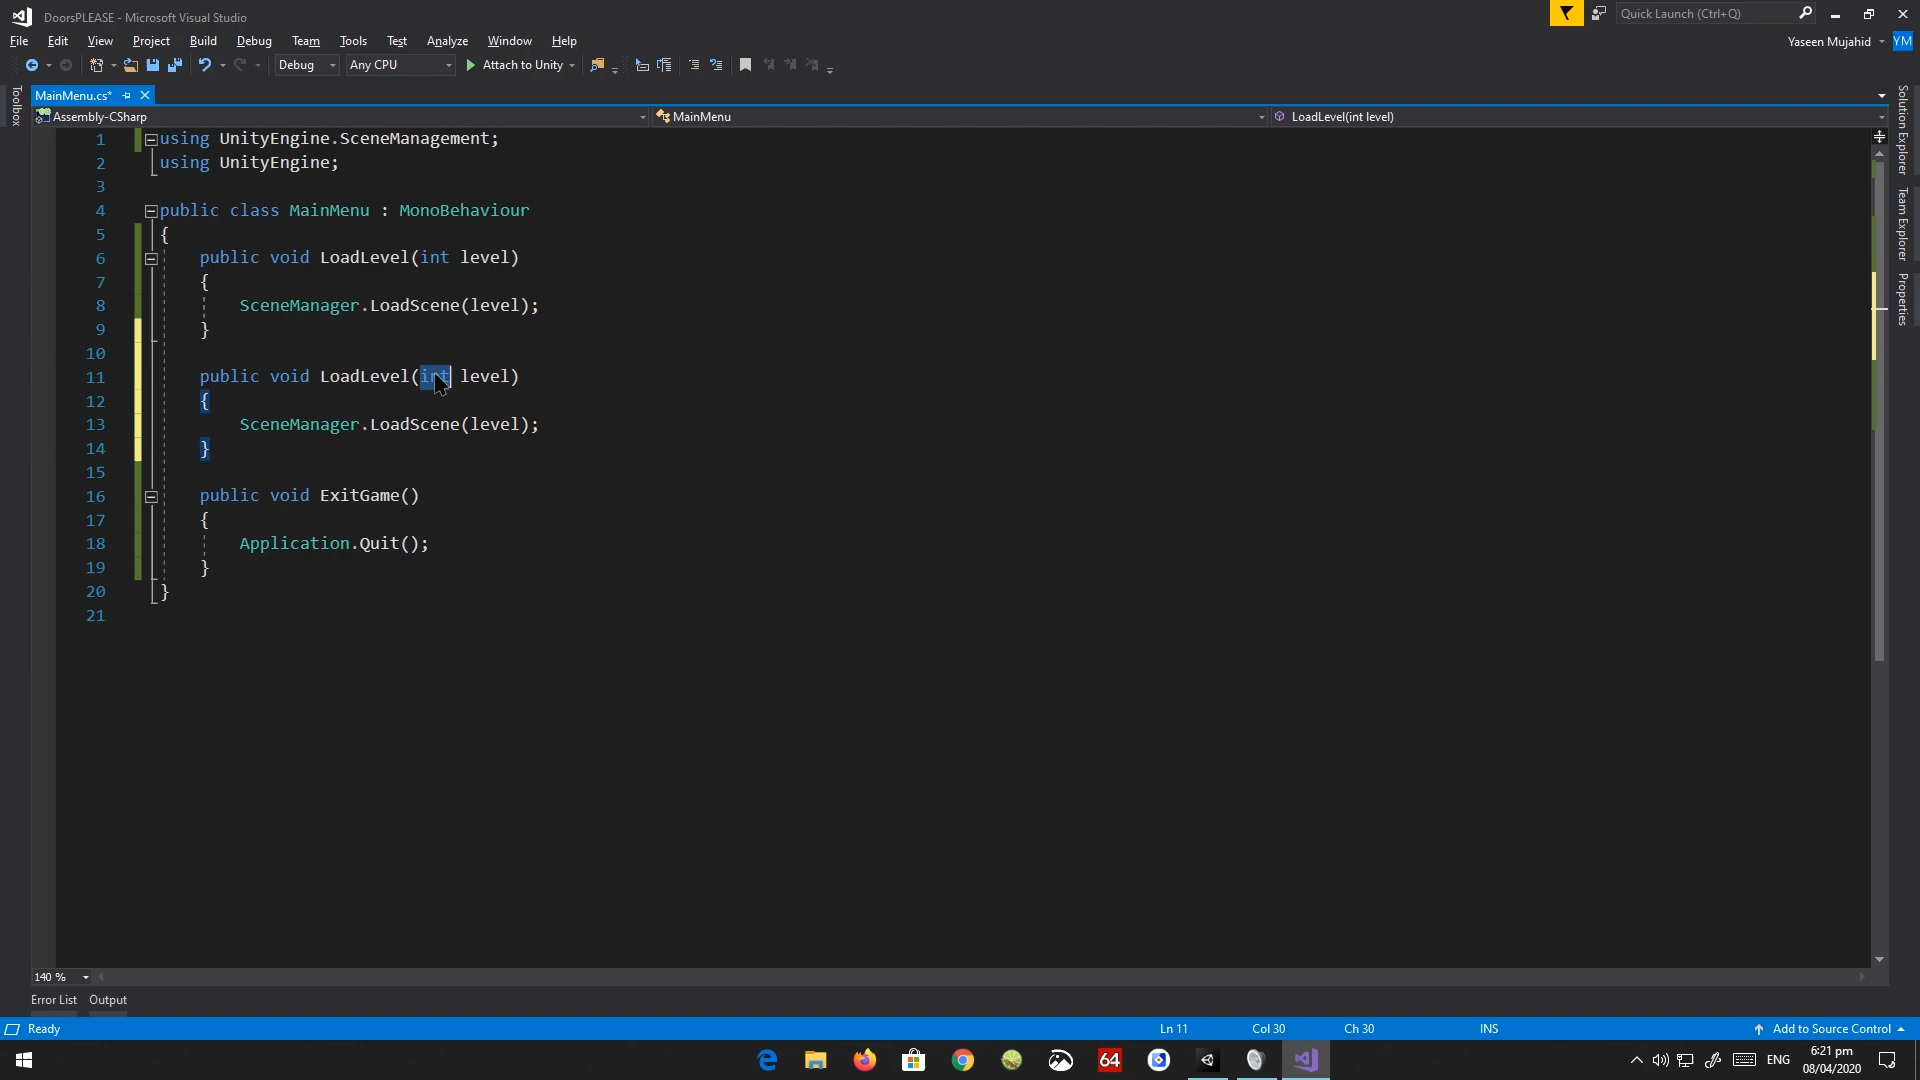 DoorsPLEASE - Microsoft Visual Studio
Quick Launch (Ctrl+Q)
File Edit View Project Build Debug Team Tools Test Analyze Window Help
Yaseen Mujahid YM
Debug Any CPU Attach to Unity
Toolbox
MainMenu.cs*
Assembly-CSharp MainMenu LoadLevel(int level)
1 using UnityEngine.SceneManagement;
2 using UnityEngine;
3
4 public class MainMenu : MonoBehaviour
5 {
6 public void LoadLevel(int level)
7 {
8 SceneManager.LoadScene(level);
9 }
10
11 public void LoadLevel(int level)
12 {
13 SceneManager.LoadScene(level);
14 }
15
16 public void ExitGame()
17 {
18 Application.Quit();
19 }
20 }
21
Solution Explorer
Team Explorer
Properties
140 %
Error List Output
Ready Ln 11 Col 30 Ch 30 INS Add to Source Control
64 ENG 6:21 pm
08/04/2020